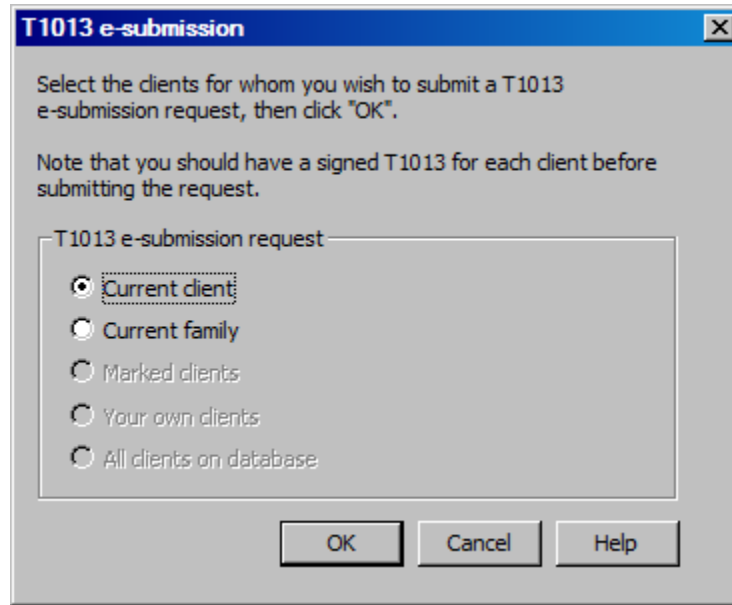 T1013 e-submission
Select the clients for whom you wish to submit a T1013
e-submission request, then click "OK".
Note that you should have a signed T1013 for each client before
submitting the request.
T1013 e-submission request
Current client
Current family
Marked clients
Your own clients
All clients on database
OK Cancel Help